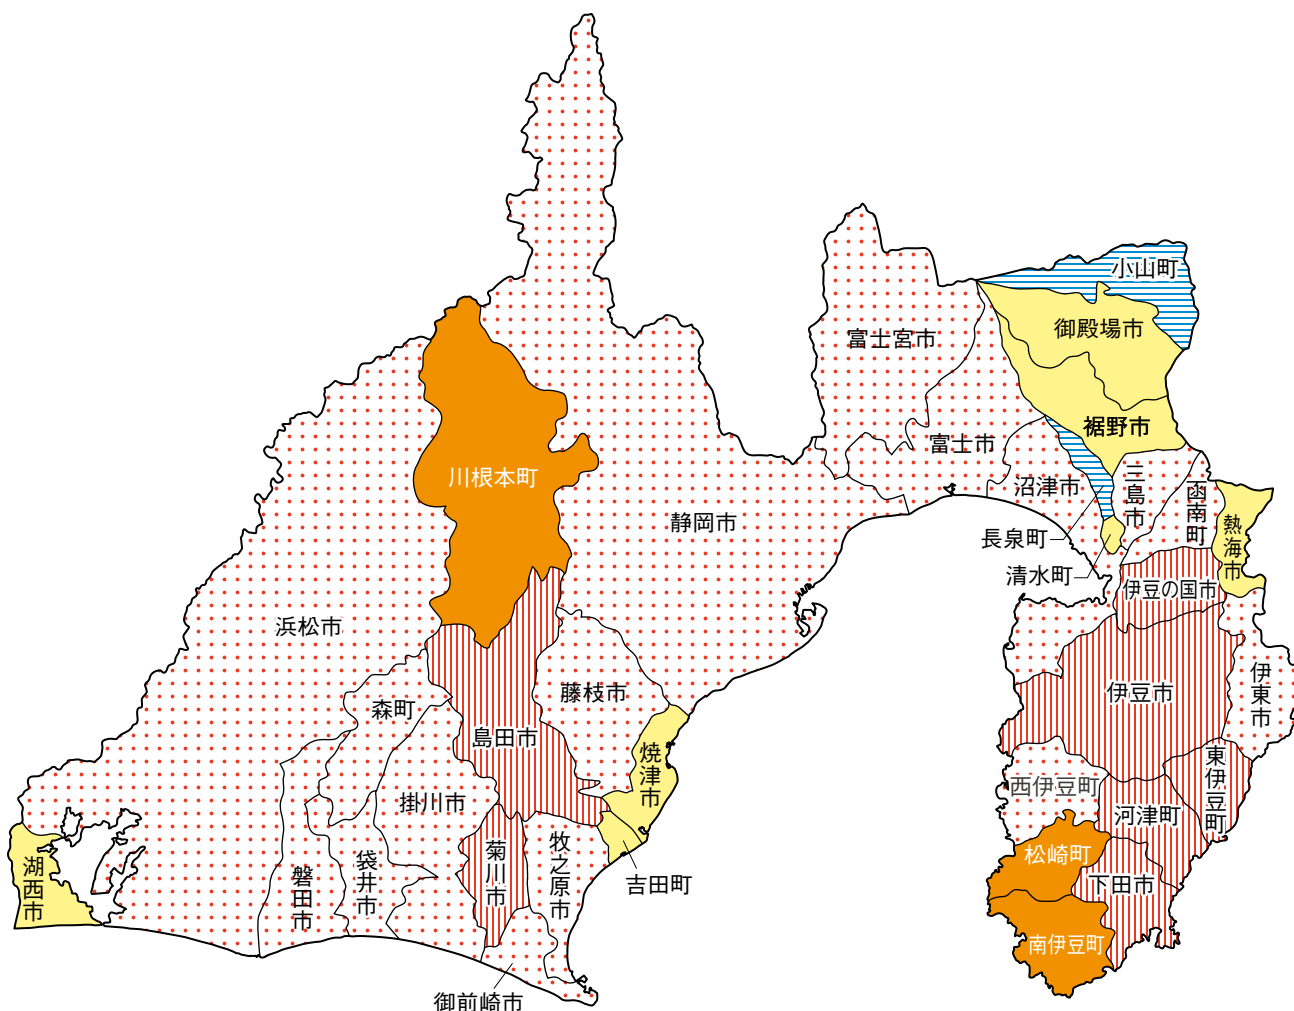 小山町
御殿場市
富士宮市
裾野市
富士市
川根本町
沼津市
三島市
函南町
静岡市
熱海市
長泉町
清水町
伊豆の国市
浜松市
藤枝市
伊豆市
伊東市
森町
島田市
焼津市
東伊豆町
西伊豆町
掛川市
河津町
湖西市
磐田市
袋井市
菊川市
牧之原市
松崎町
吉田町
下田市
南伊豆町
御前崎市